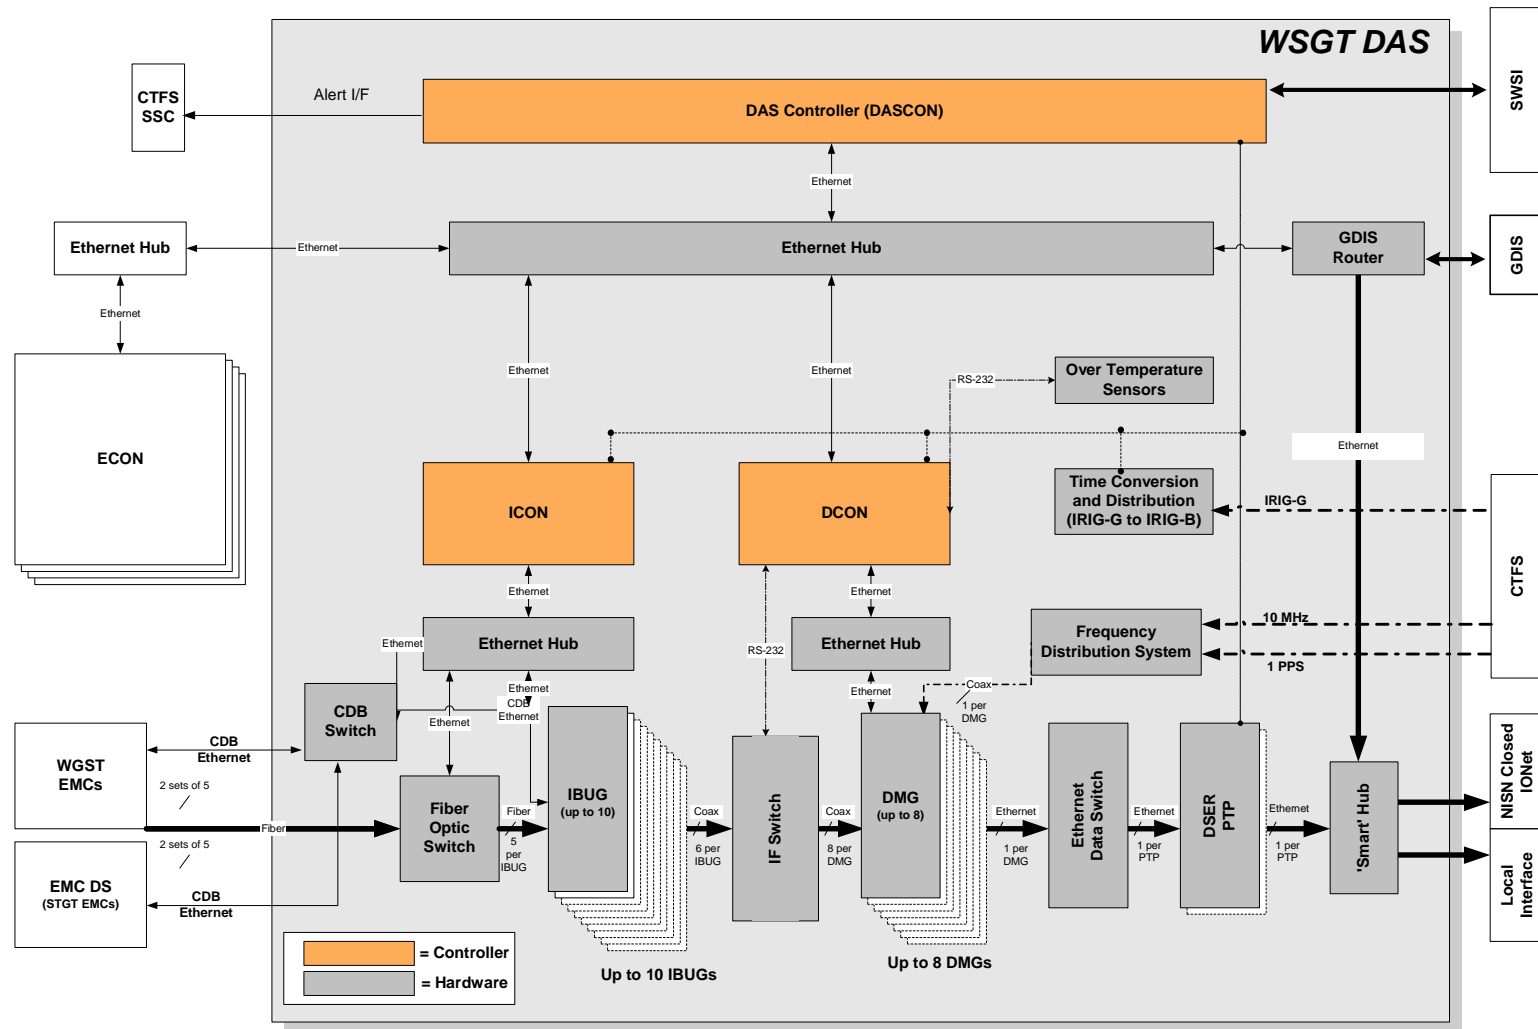 WSGT DAS
CTFS
SSC
Alert I/F
DAS Controller (DASCON)
SWSI
Ethernet
Ethernet Hub
Ethernet
Ethernet Hub
GDIS
Router
GDIS
Ethernet
Ethernet
Ethernet
RS-232
Over Temperature
Sensors
Ethernet
ECON
ICON
DCON
Time Conversion
and Distribution
(IRIG-G to IRIG-B)
IRIG-G
CTFS
Ethernet
Ethernet
Ethernet
Ethernet Hub
RS-232
Ethernet Hub
Frequency
Distribution System
10 MHz
1 PPS
Ethernet
CDB
Ethernet
Ethernet
Ethernet
Coax
1 per
DMG
CDB
Switch
WGST
EMCs
CDB
Ethernet
2 sets of 5
Fiber
2 sets of 5
EMC DS
(STGT EMCs)
CDB
Ethernet
Fiber
Optic
Switch
Fiber
5
per
IBUG
IBUG
(up to 10)
Coax
6 per
IBUG
IF Switch
Coax
8 per
DMG
DMG
(up to 8)
Ethernet
1 per
DMG
Ethernet
Data Switch
Ethernet
1 per
PTP
DSER
PTP
Ethernet
1 per
PTP
'Smart' Hub
NISN Closed
IONet
Local
Interface
= Controller
= Hardware
Up to 10 IBUGs
Up to 8 DMGs